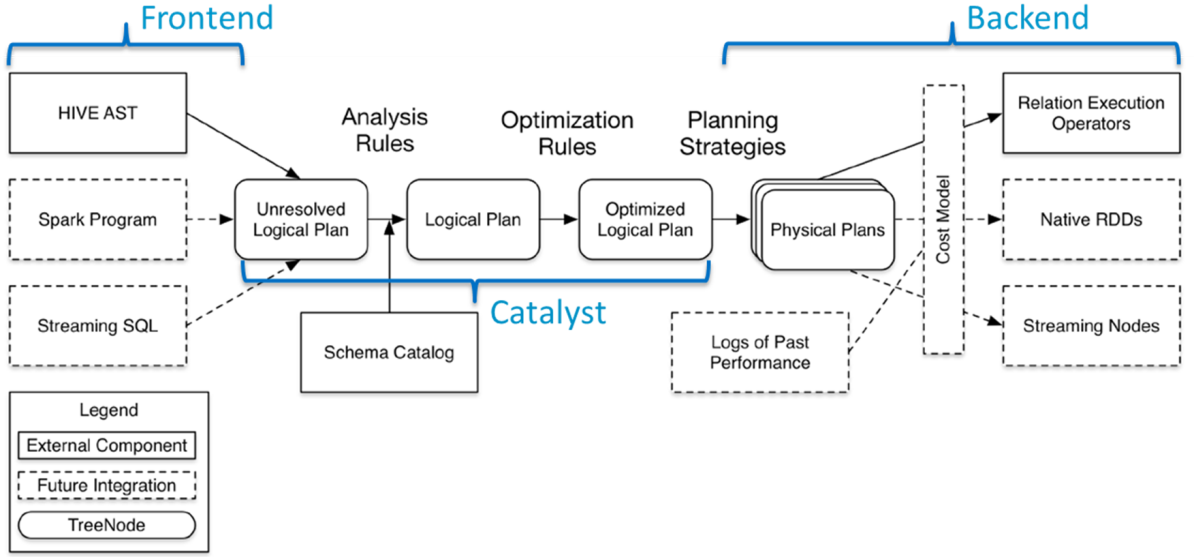 Frontend
Backend
HIVE AST
Analysis
Rules
Optimization
Rules
Planning
Strategies
Relation Execution
Operators
Spark Program
Unresolved
Logical Plan
Logical Plan
Optimized
Logical Plan
Physical Plans
Cost Model
Native RDDs
Streaming SQL
Catalyst
Schema Catalog
Logs of Past
Performance
Streaming Nodes
Legend
External Component
Future Integration
TreeNode